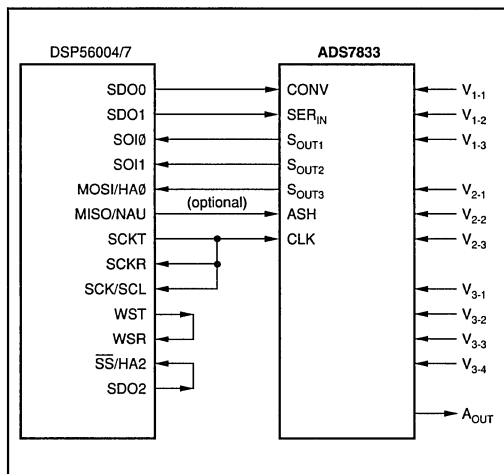 DSP56004/7
ADS7833
SDO0
CONV
V1-1
SDO1
SERIN
V1-2
SOI0
SOUT1
V1-3
SOI1
SOUT2
MOSI/HA0
SOUT3
V2-1
(optional)
MISO/NAU
ASH
V2-2
SCKT
CLK
V2-3
SCKR
SCK/SCL
V3-1
WST
V3-2
WSR
V3-3
SS/HA2
V3-4
SDO2
AOUT